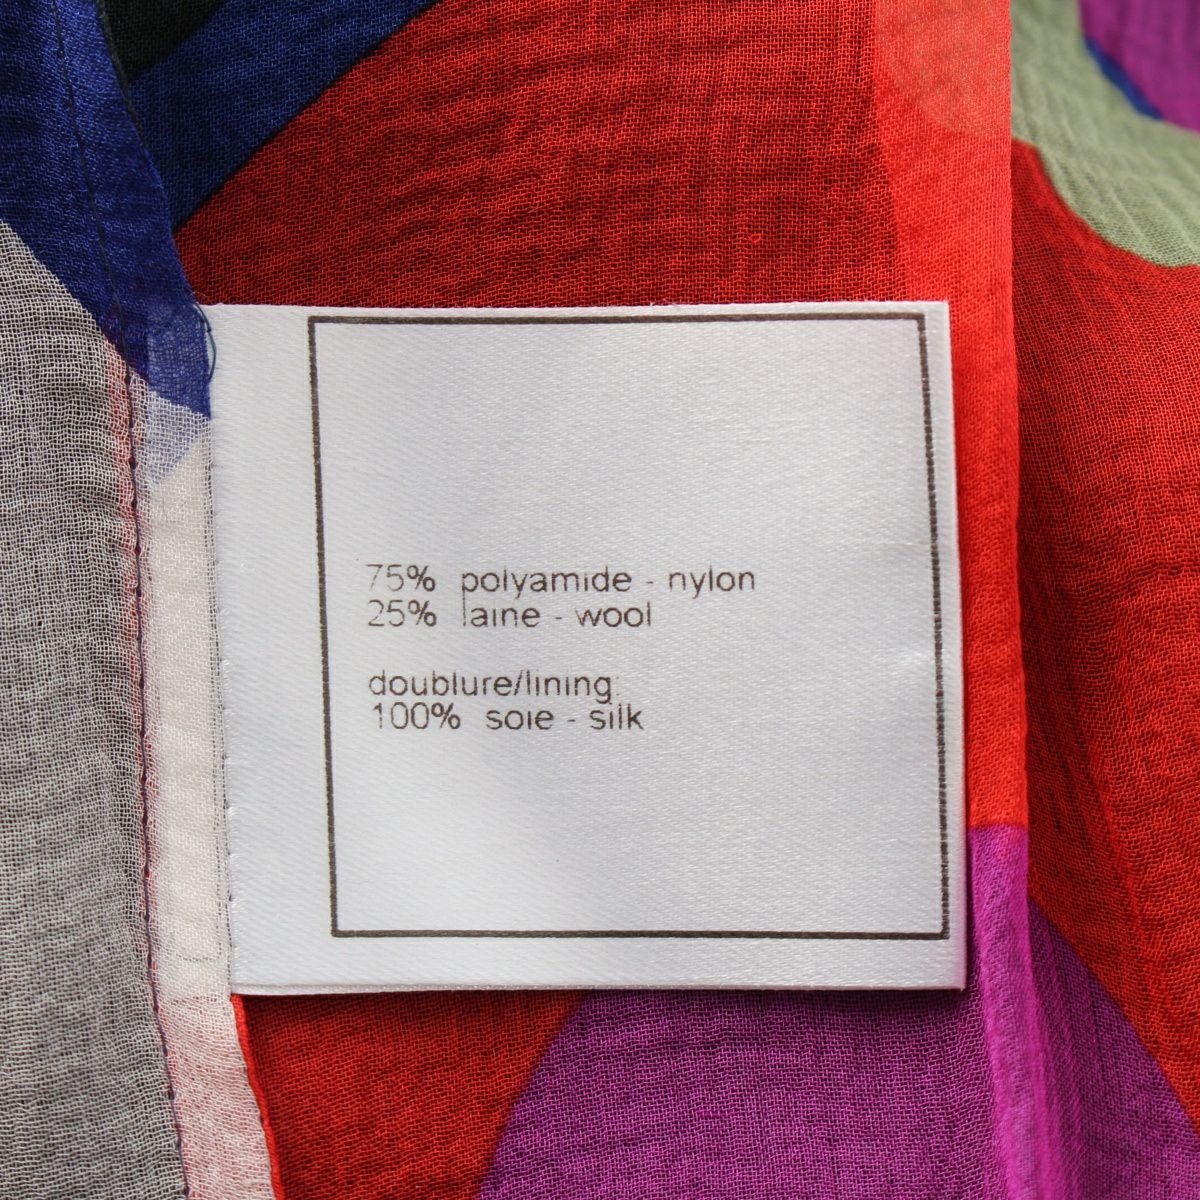 75% polyamide - nylon
25% laine - wool
doublure/lining:
100% soie - silk